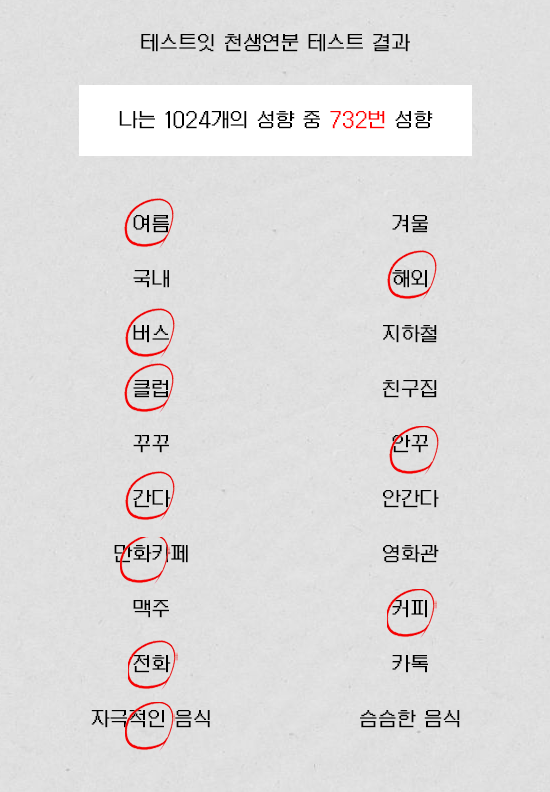 테스트잇 천생연분 테스트 결과
나는 1024개의 성향 중 732번 성향
여름 겨울
국내 해외
버스 지하철
클럽 친구집
꾸꾸 안꾸
간다 안간다
만화카페 영화관
맥주 커피
전화 카톡
자극적인 음식 슴슴한 음식